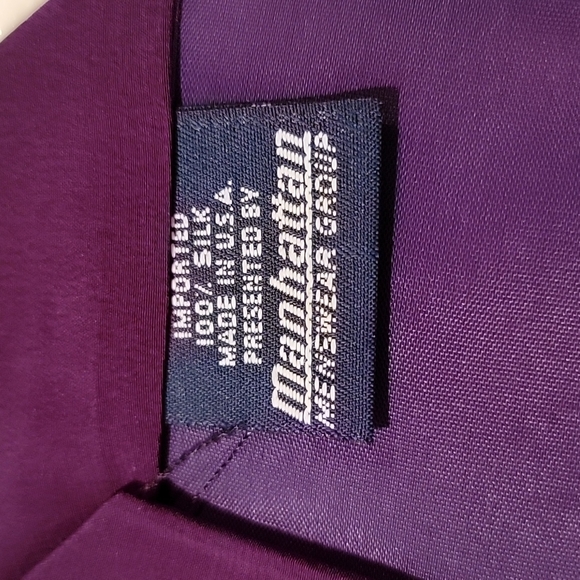 IMPORTED
100% SILK
MADE IN U.S.A.
PRESENTED BY
Manhattan
MENSWEAR GROUP